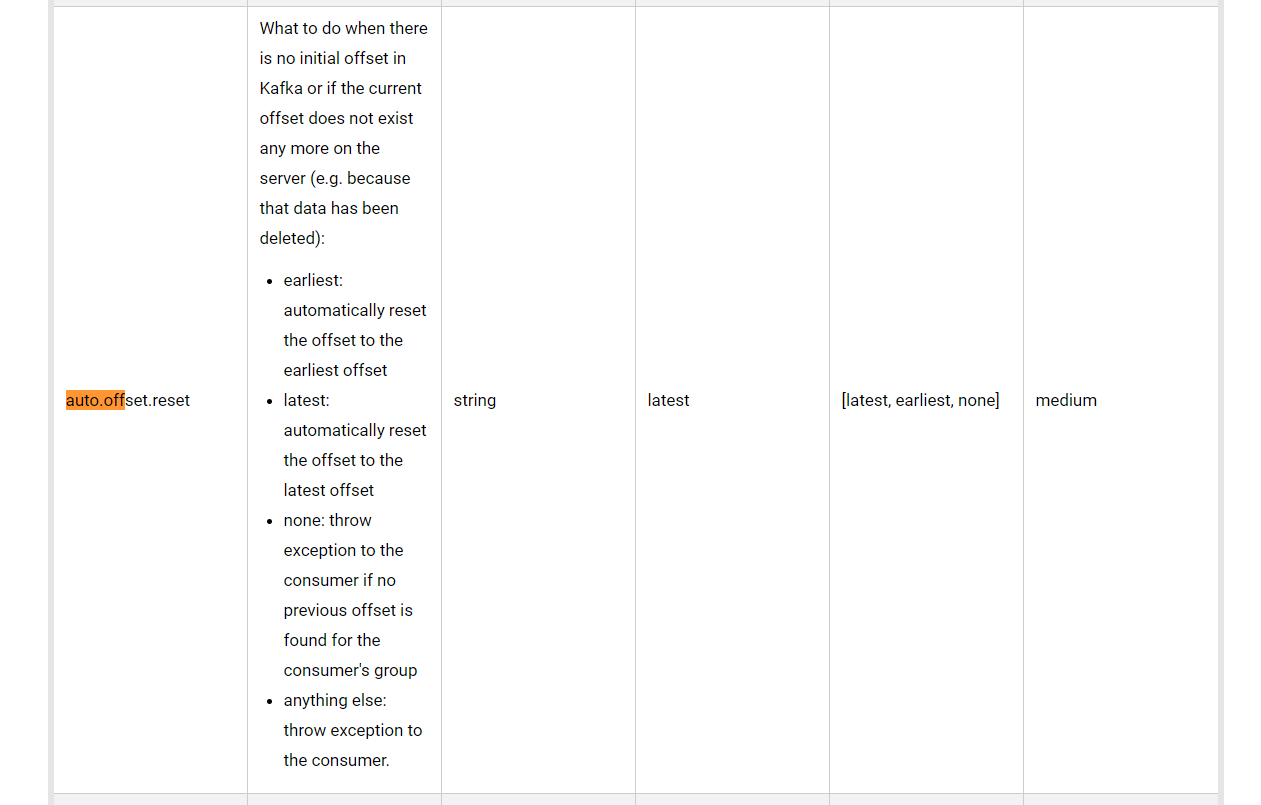 What to do when there
is no initial offset in
Kafka or if the current
offset does not exist
any more on the
server (e.g. because
that data has been
deleted):
earliest:
automatically reset
the offset to the
earliest offset
auto.offset.reset
latest:
string
latest
[latest, earliest, none]
medium
automatically reset
the offset to the
latest offset
none: throw
exception to the
consumer if no
previous offset is
found for the
consumer's group
anything else:
throw exception to
the consumer.